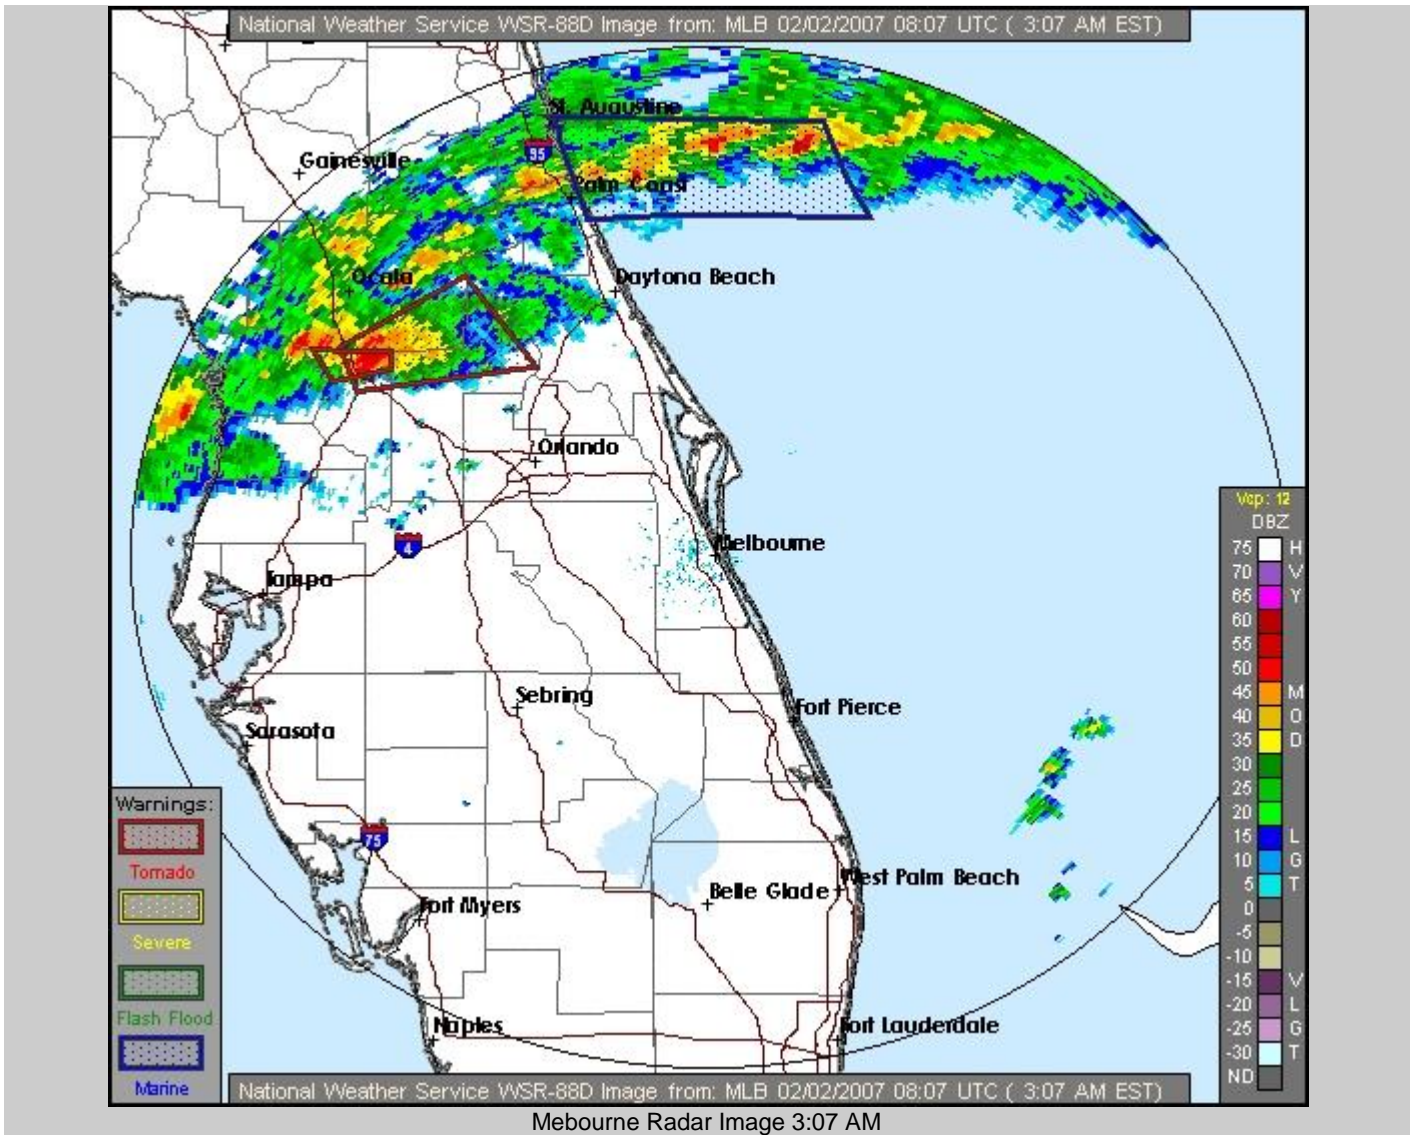 National Weather Service WSR-88D Image from: MLB 02/02/2007 08:07 UTC ( 3:07 AM EST)
St. Augustine
95
Gainesville
Palm Coast
Ocala
Daytona Beach
Orlando
4
Melbourne
Tampa
Sebring
Fort Pierce
Sarasota
75
Belle Glade
West Palm Beach
Fort Myers
Naples
Fort Lauderdale
Warnings:
Tornado
Severe
Flash Flood
Marine
Vcp: 12
DBZ
75 H
70 V
65 Y
60
55
50
45 M
40 O
35 D
30
25
20
15 L
10 G
5 T
0
-5
-10
-15 V
-20 L
-25 G
-30 T
ND
National Weather Service WSR-88D Image from: MLB 02/02/2007 08:07 UTC ( 3:07 AM EST)
Mebourne Radar Image 3:07 AM